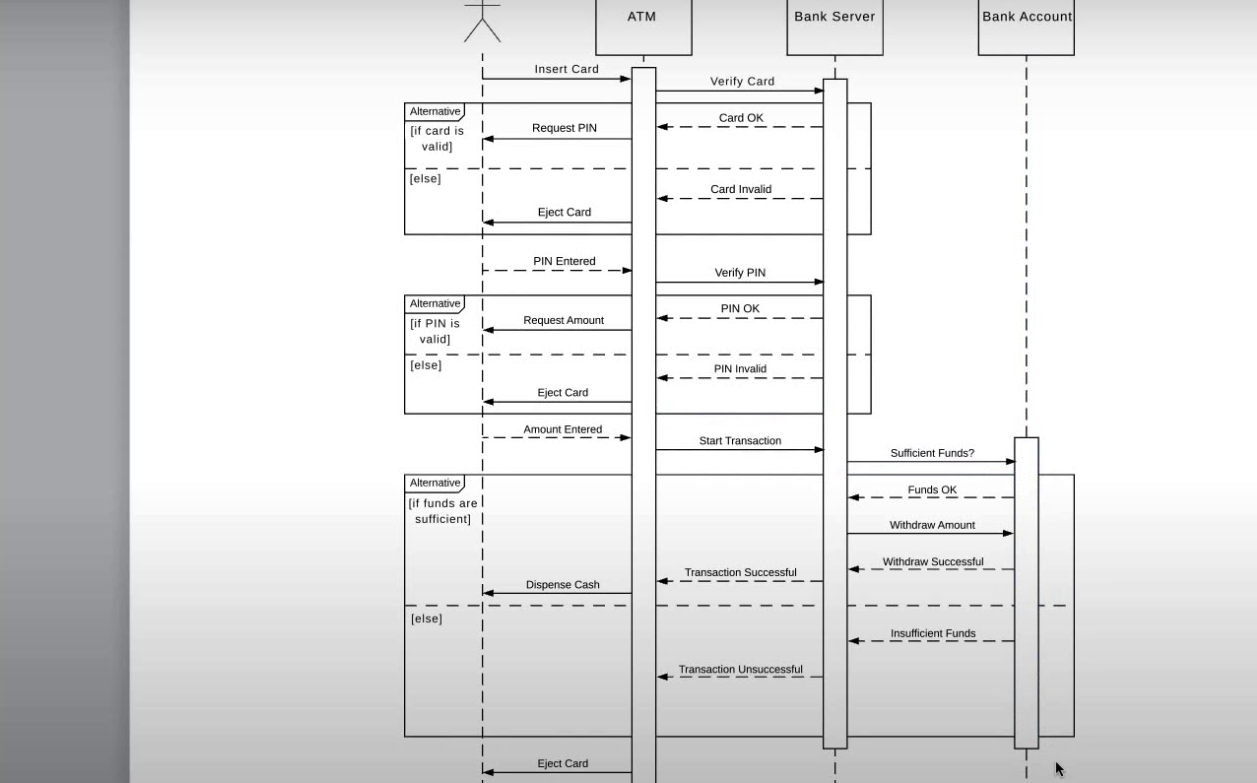 ATM
Bank Server
Bank Account
Insert Card
Verify Card
Alternative
[if card is
valid]
Card OK
Request PIN
[else]
Card Invalid
Eject Card
PIN Entered
Verify PIN
Alternative
[if PIN is
valid]
PIN OK
Request Amount
[else]
PIN Invalid
Eject Card
Amount Entered
Start Transaction
Sufficient Funds?
Alternative
[if funds are
sufficient]
Funds OK
Withdraw Amount
Withdraw Successful
Transaction Successful
Dispense Cash
[else]
Insufficient Funds
Transaction Unsuccessful
Eject Card